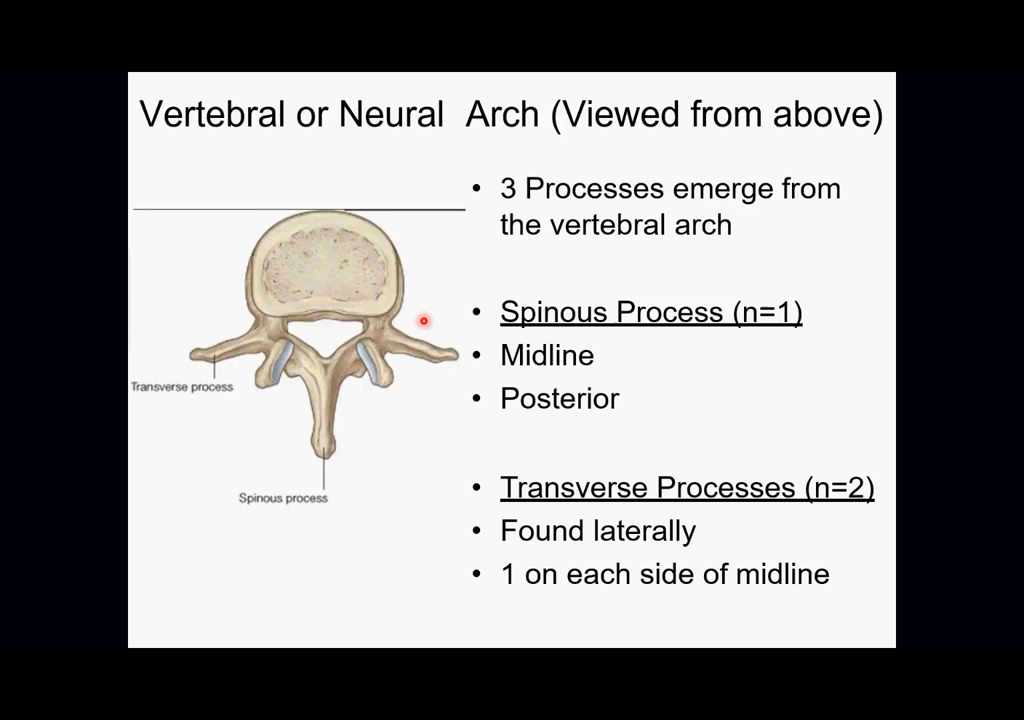 Vertebral or Neural Arch (Viewed from above)
• 3 Processes emerge from
the vertebral arch
• Spinous Process (n=1)
• Midline
• Posterior
• Transverse Processes (n=2)
• Found laterally
• 1 on each side of midline
Transverse process
Spinous process